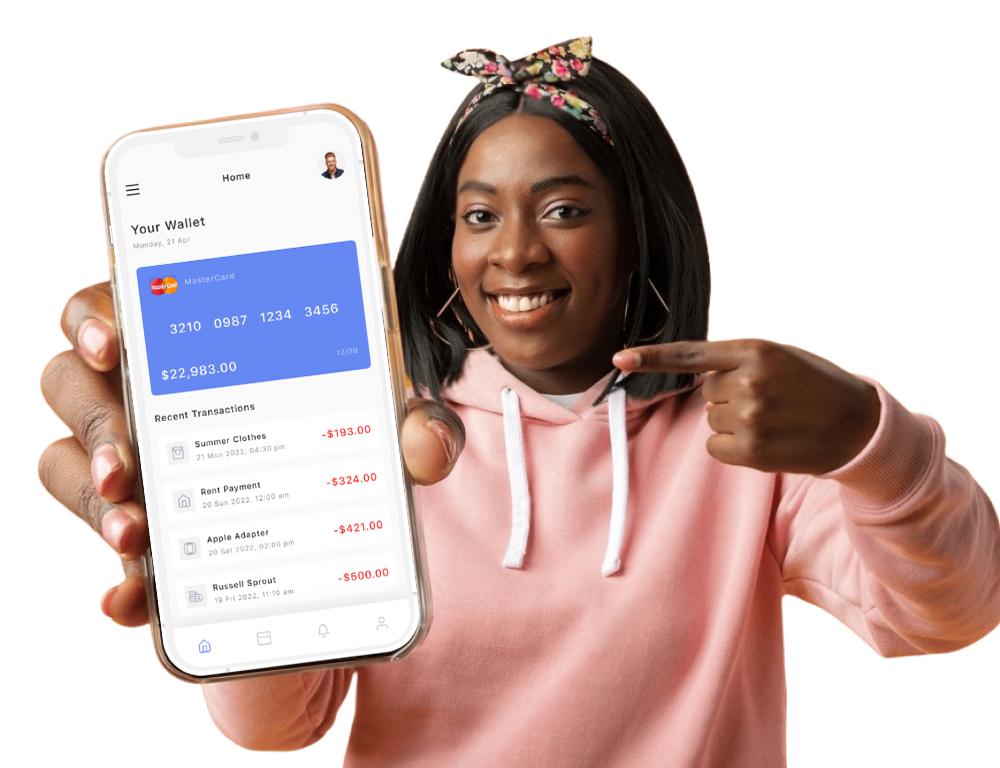 Home
Your Wallet
Monday, 21 Apr
MasterCard MasterCard
3210 0987 1234 3456
12/30
$22,983.00
Recent Transactions
Summer Clothes -$193.00
21 Mon 2022, 04:30 pm
Rent Payment -$324.00
20 Sun 2022, 12:00 am
Apple Adapter -$421.00
20 Sat 2022, 02:00 pm
Russell Sprout -$500.00
19 Fri 2022, 11:10 am